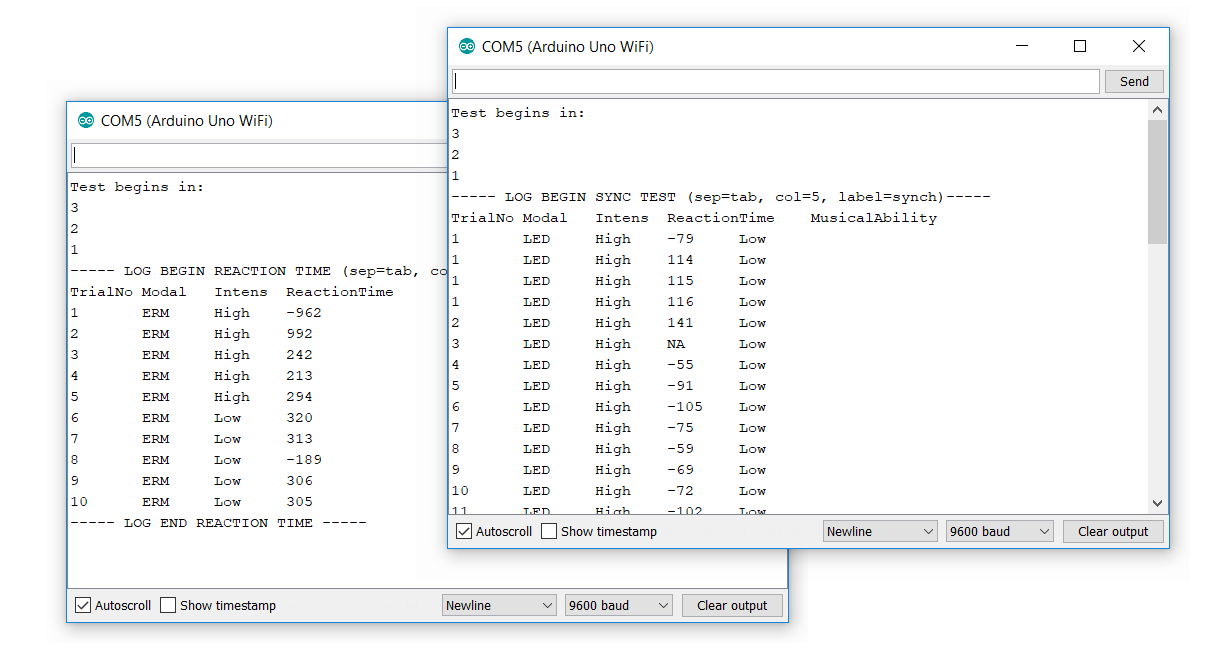 COM5 (Arduino Uno WiFi)
Test begins in:
3
2
1
----- LOG BEGIN REACTION TIME (sep=tab, co
TrialNo Modal Intens ReactionTime
1 ERM High -962
2 ERM High 992
3 ERM High 242
4 ERM High 213
5 ERM High 294
6 ERM Low 320
7 ERM Low 313
8 ERM Low -189
9 ERM Low 306
10 ERM Low 305
----- LOG END REACTION TIME -----
Autoscroll Show timestamp Newline 9600 baud Clear output
COM5 (Arduino Uno WiFi)
Send
Test begins in:
3
2
1
----- LOG BEGIN SYNC TEST (sep=tab, col=5, label=synch)-----
TrialNo Modal Intens ReactionTime MusicalAbility
1 LED High -79 Low
1 LED High 114 Low
1 LED High 115 Low
1 LED High 116 Low
2 LED High 141 Low
3 LED High NA Low
4 LED High -55 Low
5 LED High -91 Low
6 LED High -105 Low
7 LED High -75 Low
8 LED High -59 Low
9 LED High -69 Low
10 LED High -72 Low
11 LED High -102 Low
Autoscroll Show timestamp Newline 9600 baud Clear output